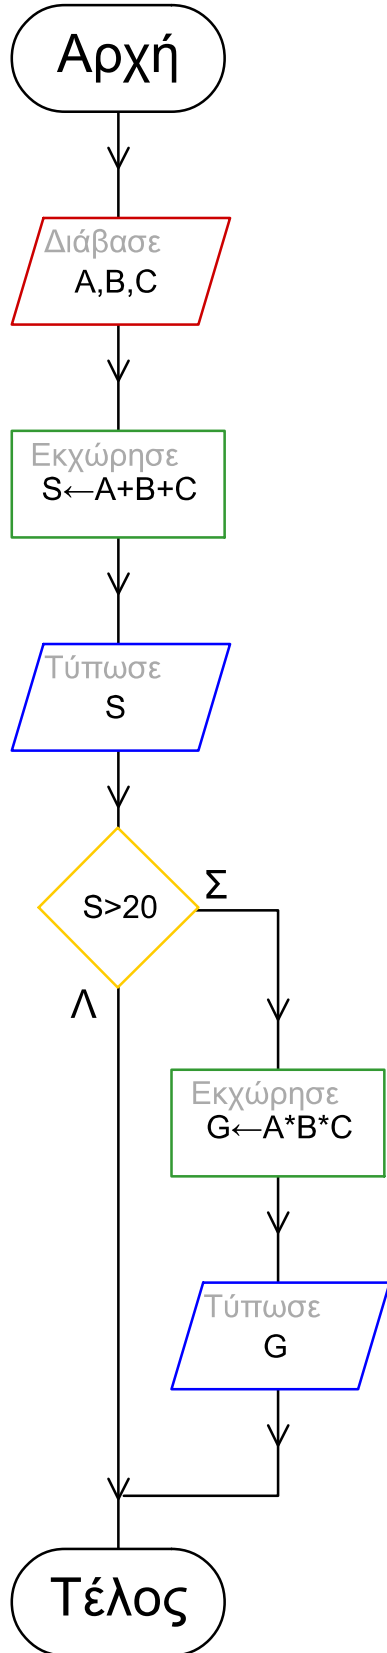 Αρχή
Διάβασε
A,B,C
Εκχώρησε
S←A+B+C
Τύπωσε
S
S>20
Σ
Λ
Εκχώρησε
G←A*B*C
Τύπωσε
G
Τέλος